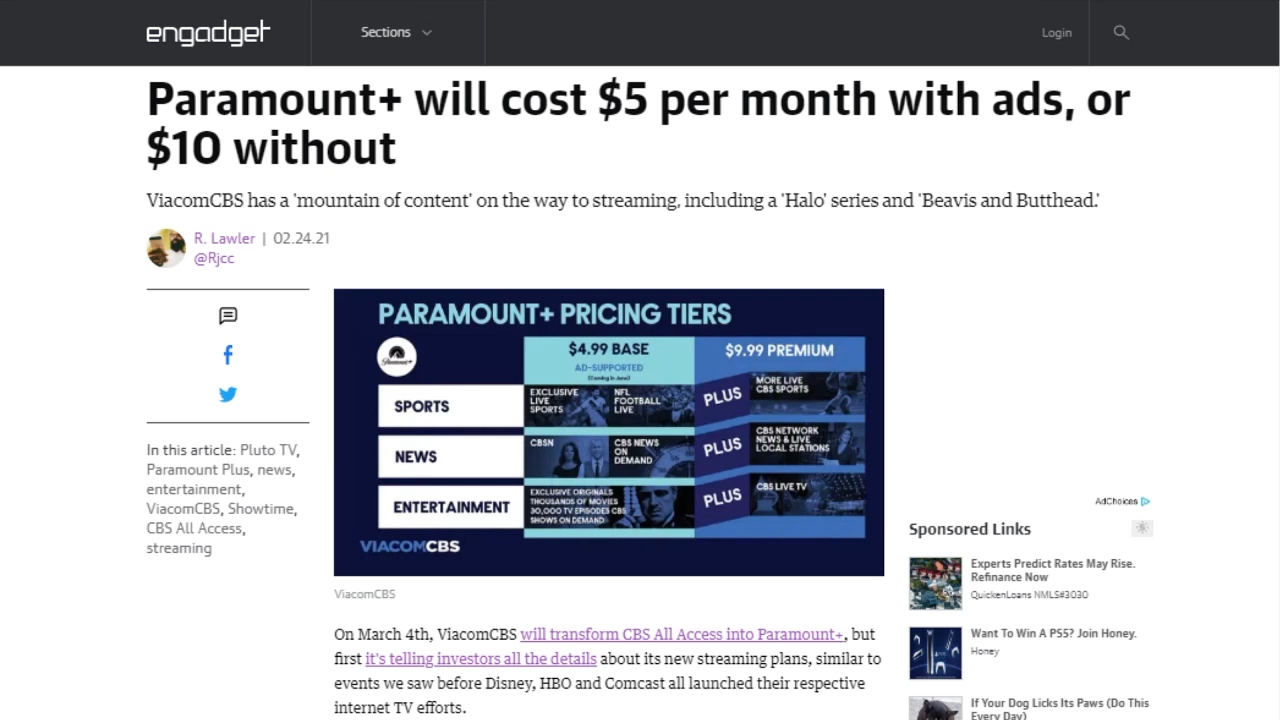 engadget
Sections
Login
Paramount+ will cost $5 per month with ads, or
$10 without
ViacomCBS has a 'mountain of content' on the way to streaming, including a 'Halo' series and 'Beavis and Butthead.'
R. Lawler | 02.24.21
@Rjcc
In this article: Pluto TV,
Paramount Plus, news,
entertainment,
ViacomCBS, Showtime,
CBS All Access,
streaming
PARAMOUNT+ PRICING TIERS
Paramount+
$4.99 BASE
AD-SUPPORTED
(Coming in June)
$9.99 PREMIUM
SPORTS
EXCLUSIVE
LIVE
SPORTS
NFL
FOOTBALL
LIVE
PLUS
MORE LIVE
CBS SPORTS
NEWS
CBSN
CBS NEWS
ON
DEMAND
PLUS
CBS NETWORK
NEWS & LIVE
LOCAL STATIONS
ENTERTAINMENT
EXCLUSIVE ORIGINALS
THOUSANDS OF MOVIES
30,000 TV EPISODES CBS
SHOWS ON DEMAND
PLUS
CBS LIVE TV
VIACOMCBS
ViacomCBS
On March 4th, ViacomCBS will transform CBS All Access into Paramount+, but
first it's telling investors all the details about its new streaming plans, similar to
events we saw before Disney, HBO and Comcast all launched their respective
internet TV efforts.
AdChoices
Sponsored Links
Experts Predict Rates May Rise.
Refinance Now
QuickenLoans NMLS#3030
Want To Win A PS5? Join Honey.
Honey
If Your Dog Licks Its Paws (Do This
Every Day)